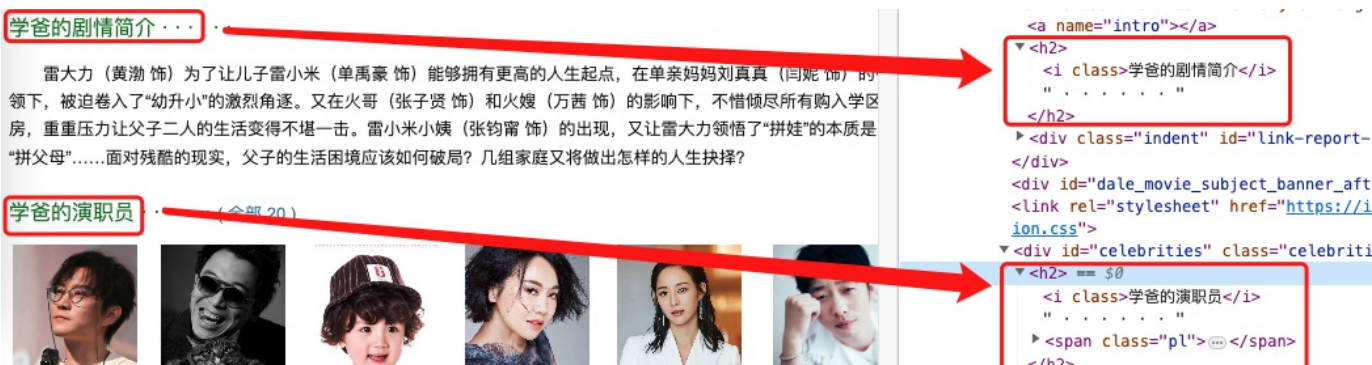 学爸的剧情简介 · · · · ·
雷大力（黄渤 饰）为了让儿子雷小米（单禹豪 饰）能够拥有更高的人生起点，在单亲妈妈刘真真（闫妮 饰）的
领下，被迫卷入了“幼升小”的激烈角逐。又在火哥（张子贤 饰）和火嫂（万茜 饰）的影响下，不惜倾尽所有购入学区
房，重重压力让父子二人的生活变得不堪一击。雷小米小姨（张钧甯 饰）的出现，又让雷大力领悟了“拼娃”的本质是
“拼父母”……面对残酷的现实，父子的生活困境应该如何破局？几组家庭又将做出怎样的人生抉择？
学爸的演职员 · · ( 全部 20 )
<a name="intro"></a>
<h2>
<i class>学爸的剧情简介</i>
" · · · · · · "
</h2>
<div class="indent" id="link-report-
</div>
<div id="dale_movie_subject_banner_aft
<link rel="stylesheet" href="https://i
ion.css">
<div id="celebrities" class="celebriti
<h2> == $0
<i class>学爸的演职员</i>
" · · · · · · "
<span class="pl">…</span>
</h2>